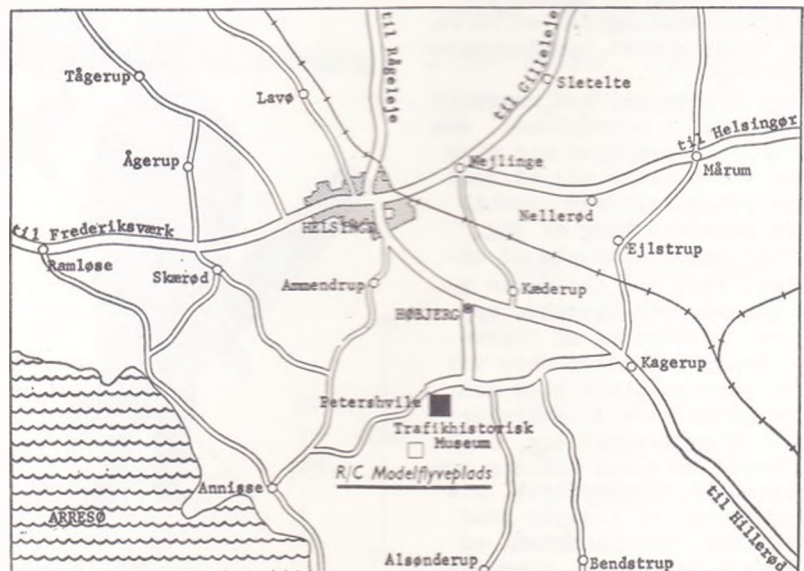 til Rågeleje
til Gilleleje
Tågerup
Lavø
Sletelte
til Helsingør
Ågerup
Mejlinge
Mårum
Nellerød
HELSINGE
til Frederiksværk
Ramløse
Ejlstrup
Skærød
Ammendrup
Kæderup
HØBJERG
Kagerup
Petershvile
Trafikhistorisk
Museum
R/C Modelflyveplads
Annisse
til Hillerød
ARRESØ
Alsønderup
Bendstrup